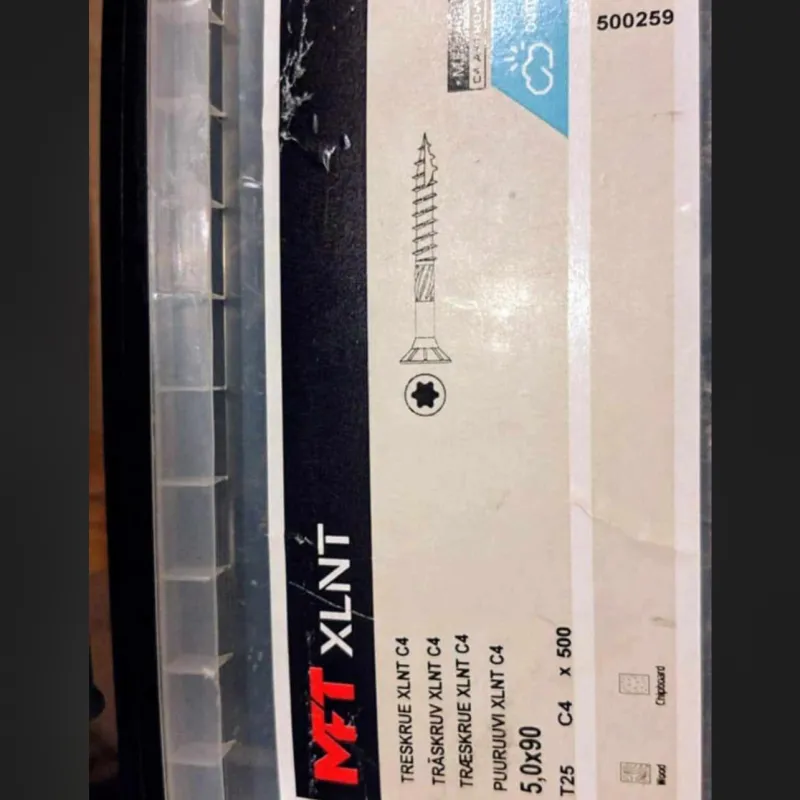 MFT XLNT
TRESKRUE XLNT C4
TRÄSKRUV XLNT C4
TRÆSKRUE XLNT C4
PUURUUVI XLNT C4
5,0x90
T25 C4 x 500
Wood
Chipboard
500259